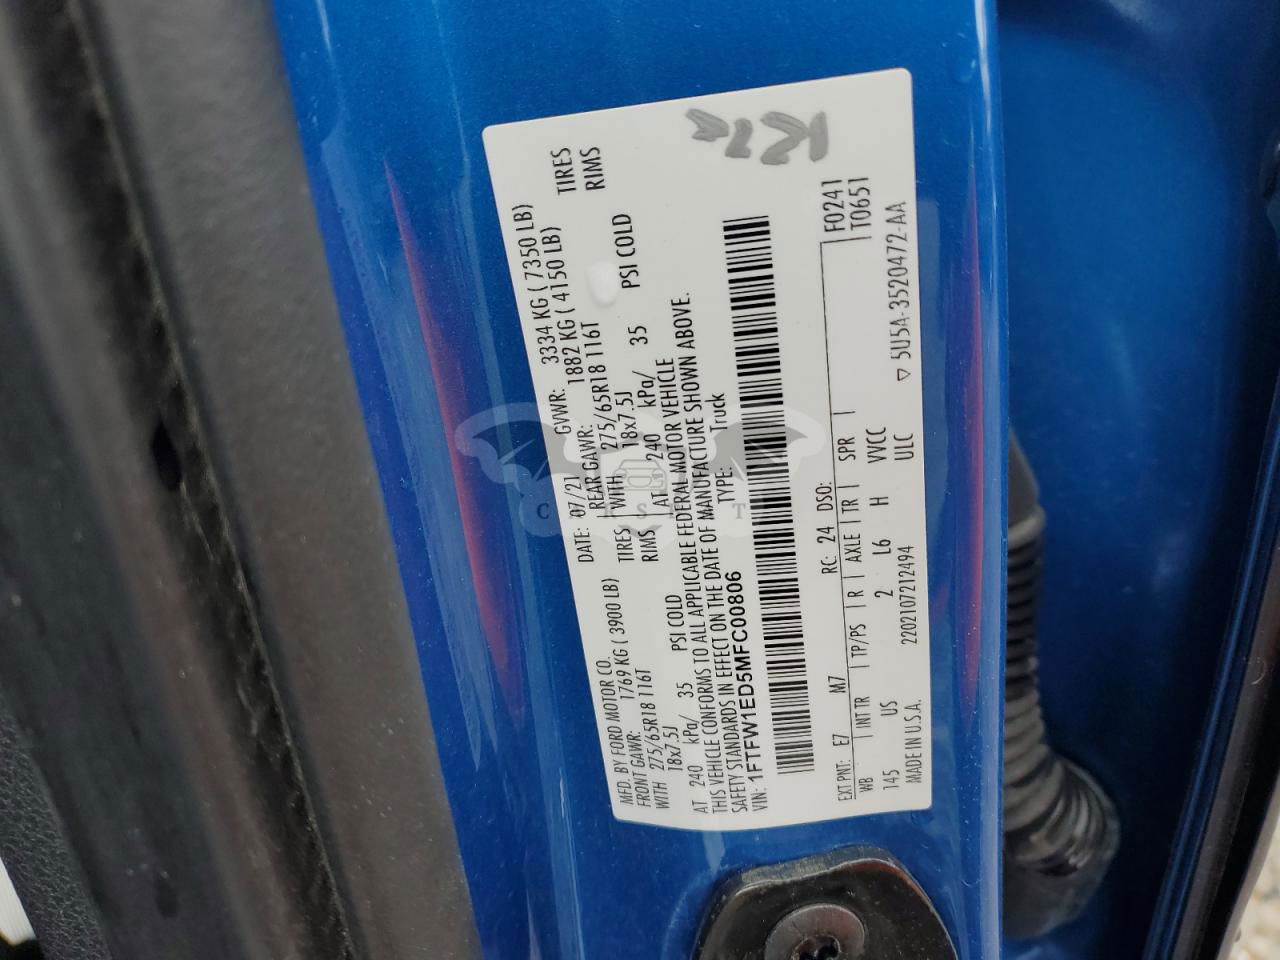 MFD. BY FORD MOTOR CO.
DATE: 07/21 GVWR: 3334 KG ( 7350 LB)
FRONT GAWR: 1769 KG ( 3900 LB)
REAR GAWR: 1882 KG ( 4150 LB)
WITH 275/65R18 116T TIRES
WITH 275/65R18 116T TIRES
18x7.5J RIMS
18x7.5J RIMS
AT 240 kPa/ 35 PSI COLD
AT 240 kPa/ 35 PSI COLD
THIS VEHICLE CONFORMS TO ALL APPLICABLE FEDERAL MOTOR VEHICLE
SAFETY STANDARDS IN EFFECT ON THE DATE OF MANUFACTURE SHOWN ABOVE.
VIN: 1FTFW1ED5MFC00806 TYPE: Truck
EXT PNT: E7 M7 RC: 24 DSO: F0241
WB INT TR TP/PS R AXLE TR SPR T0651
145 US 2 L6 H VVCC
ULC
MADE IN U.S.A. 220210721 2494 ▽ 5U5A-3520472-AA